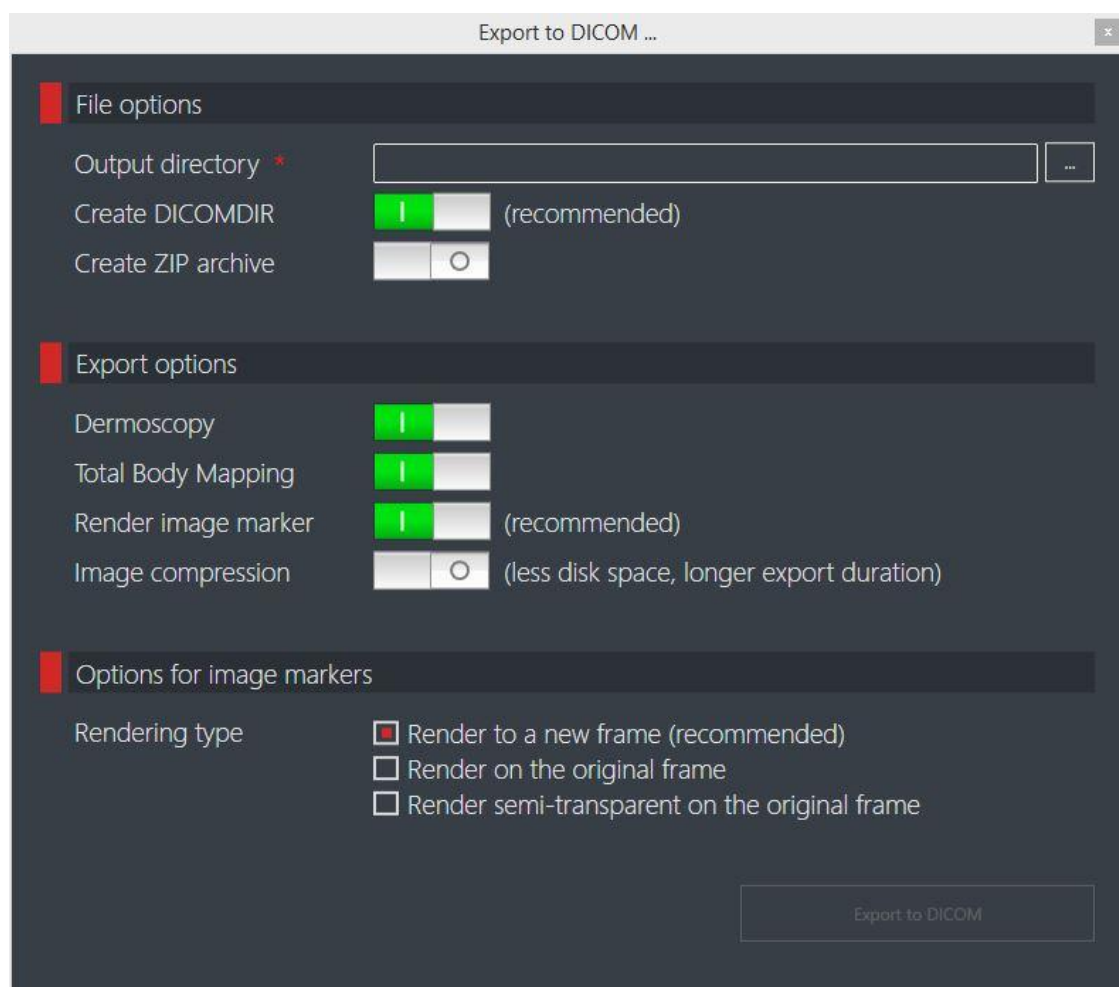 Export to DICOM ...
x
File options
Output directory *
...
Create DICOMDIR (recommended)
Create ZIP archive
Export options
Dermoscopy
Total Body Mapping
Render image marker (recommended)
Image compression (less disk space, longer export duration)
Options for image markers
Rendering type Render to a new frame (recommended)
Render on the original frame
Render semi-transparent on the original frame
Export to DICOM